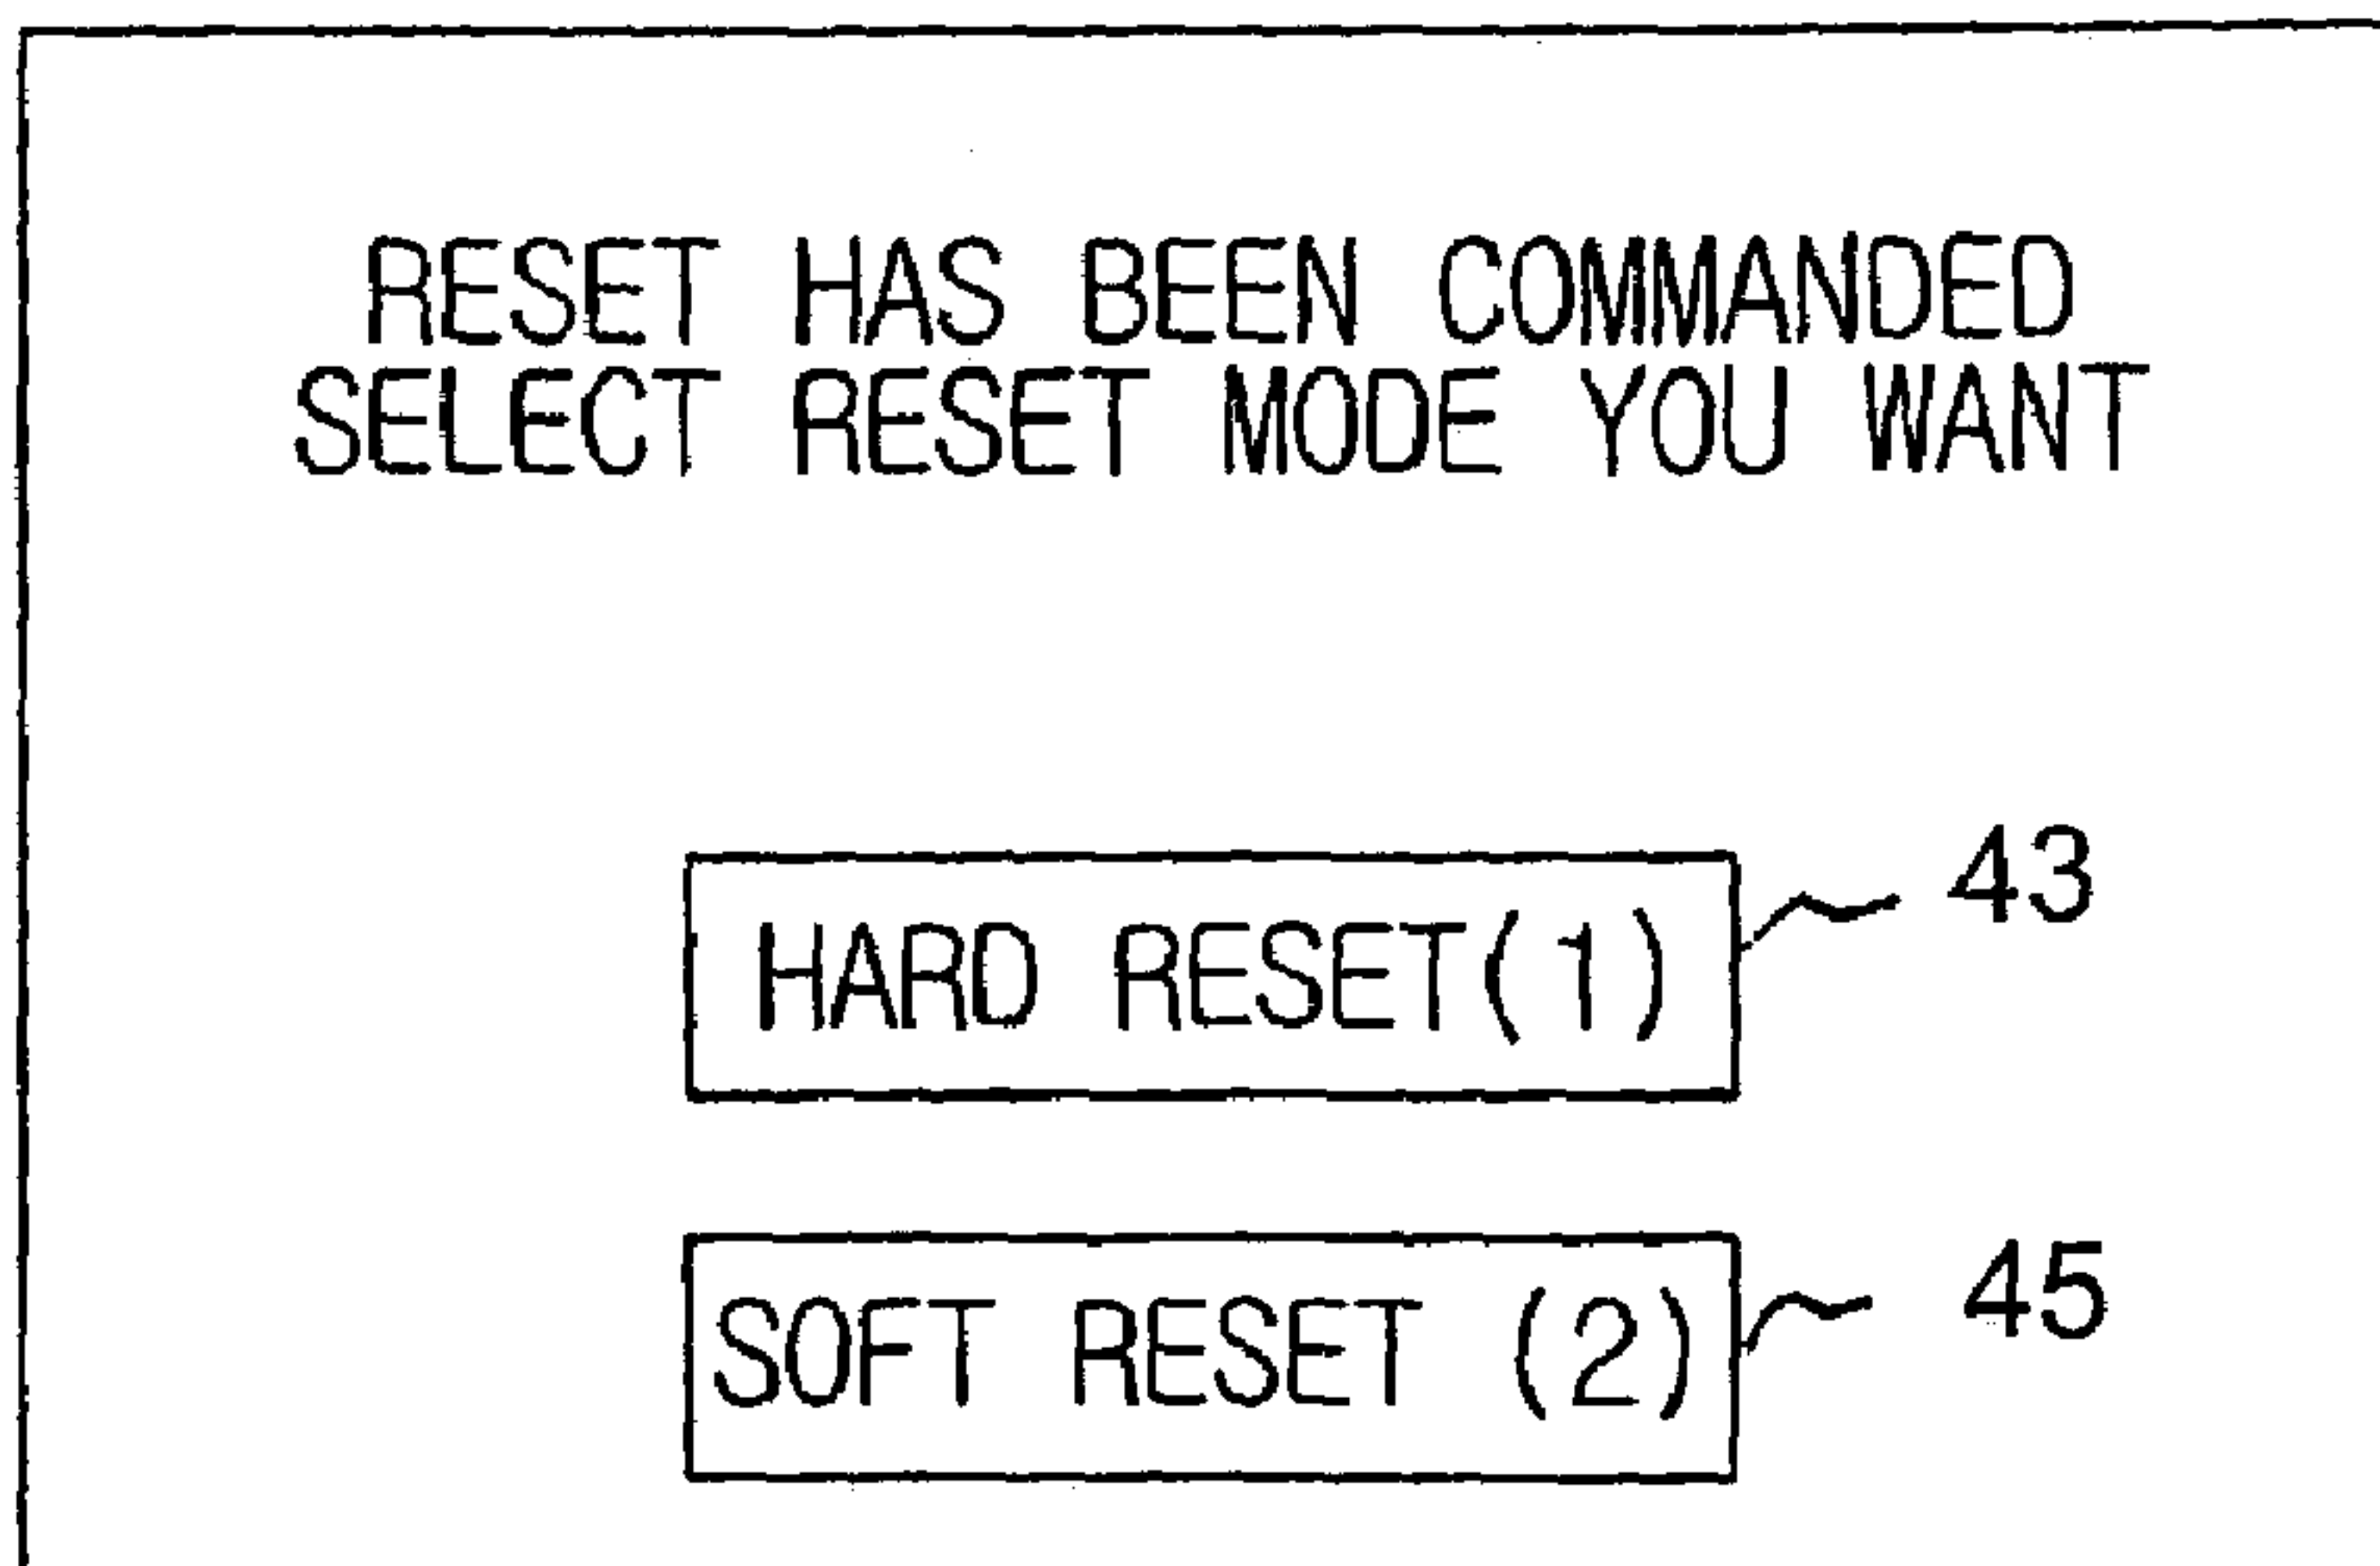 RESET HAS BEEN COMMANDED
SELECT RESET MODE YOU WANT
HARD RESET(1)
43
SOFT RESET (2)
45